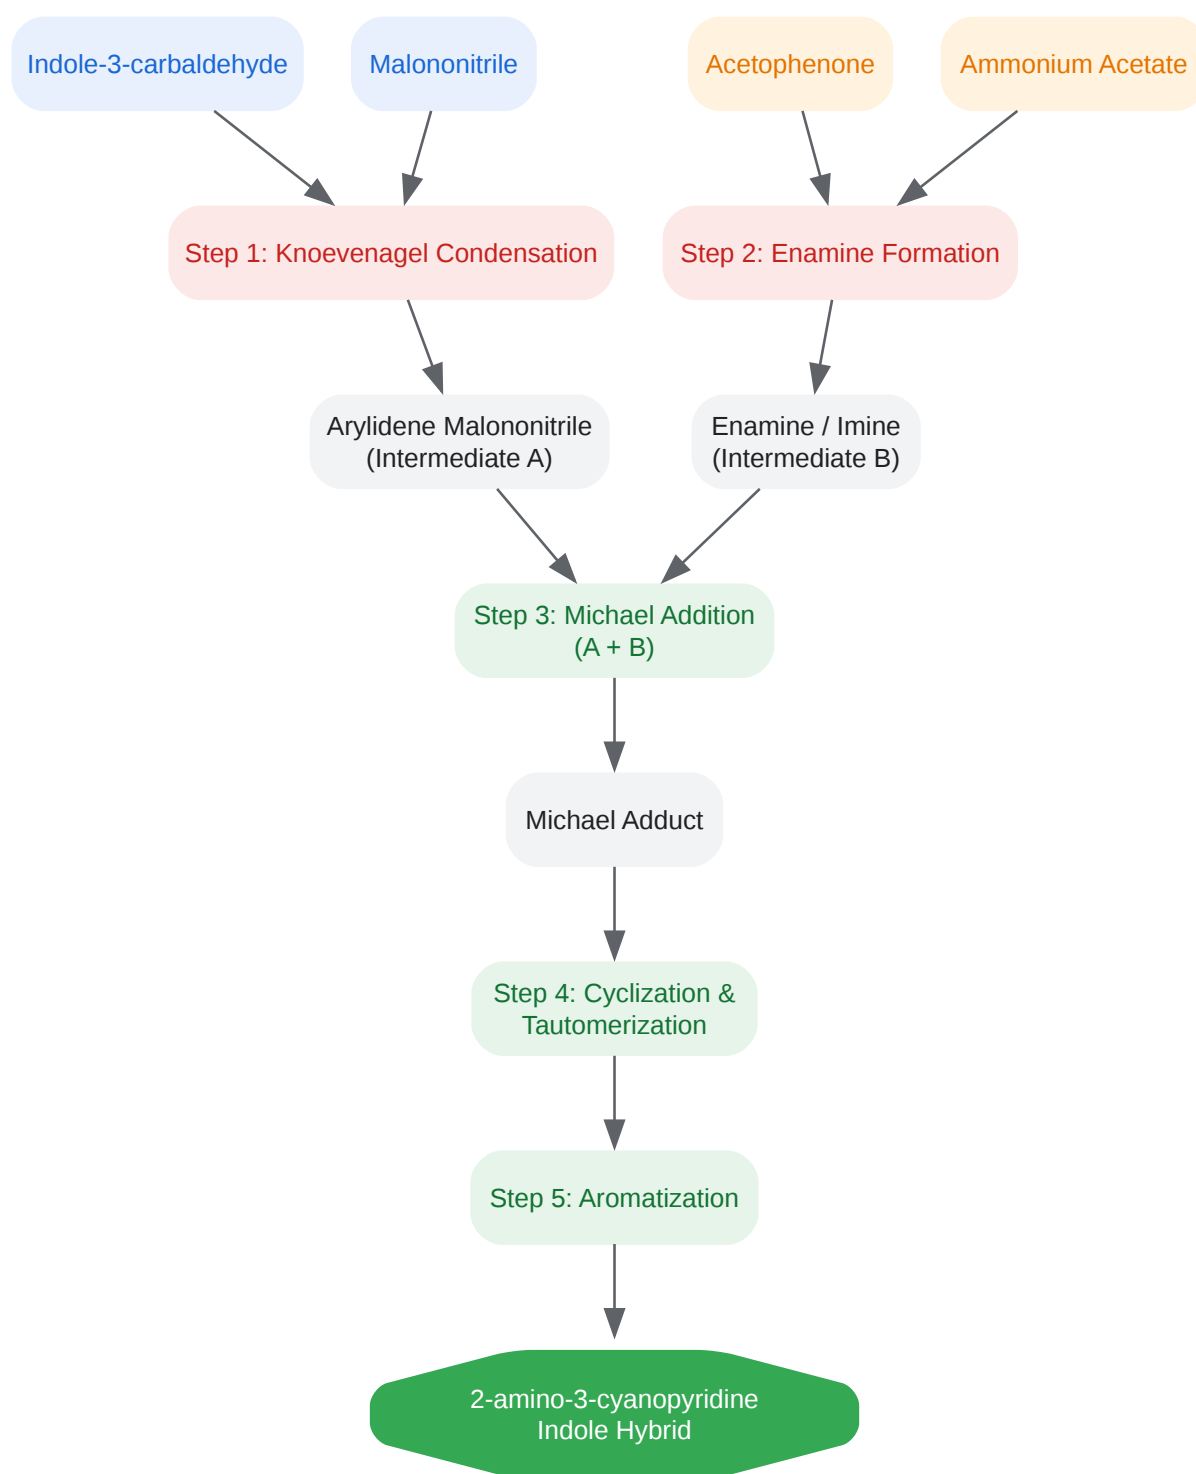 Indole-3-carbaldehyde
Malononitrile
Acetophenone
Ammonium Acetate
Step 1: Knoevenagel Condensation
Step 2: Enamine Formation
Arylidene Malononitrile
(Intermediate A)
Enamine / Imine
(Intermediate B)
Step 3: Michael Addition
(A + B)
Michael Adduct
Step 4: Cyclization &
Tautomerization
Step 5: Aromatization
2-amino-3-cyanopyridine
Indole Hybrid